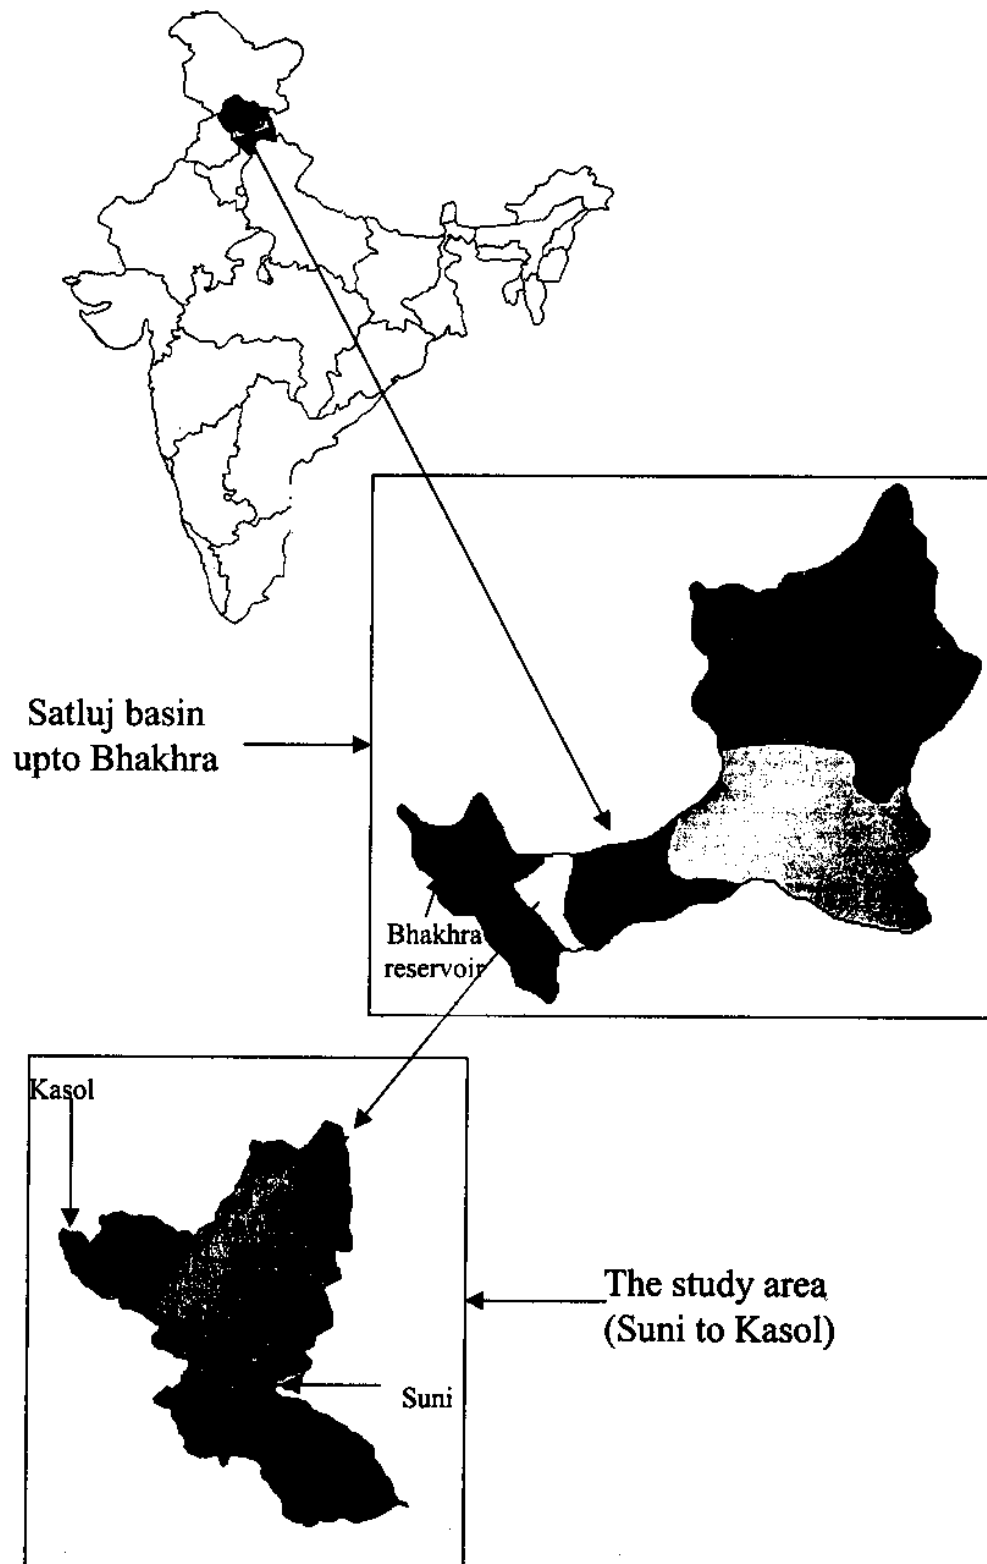 Satluj basin
upto Bhakhra
Bhakhra
reservoir
Kasol
The study area
(Suni to Kasol)
Suni